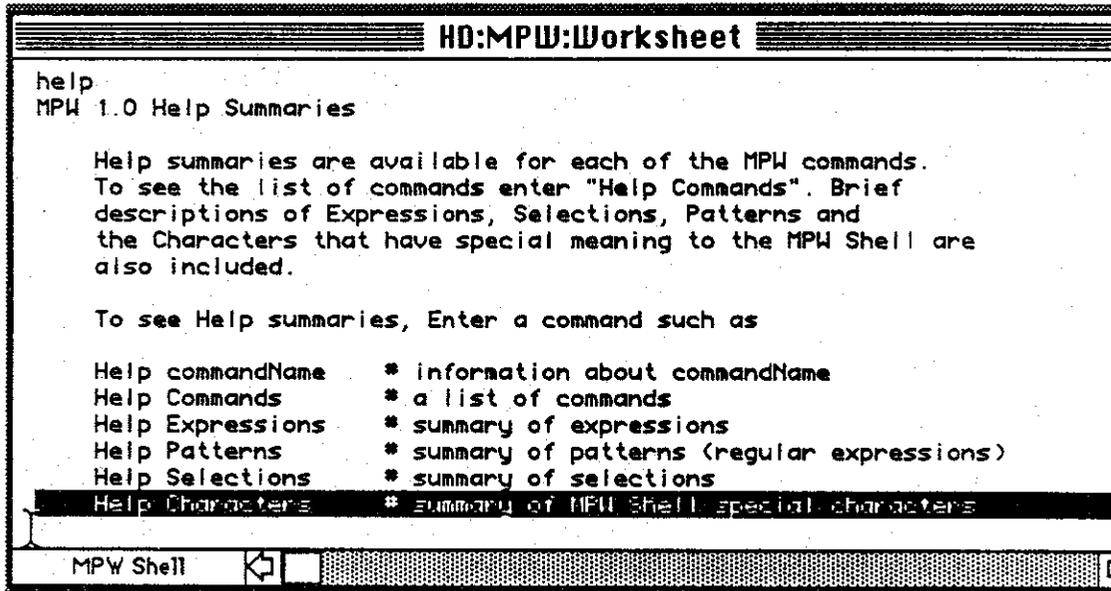 HD:MPW:Worksheet
help
MPW 1.0 Help Summaries
Help summaries are available for each of the MPW commands.
To see the list of commands enter "Help Commands". Brief
descriptions of Expressions, Selections, Patterns and
the Characters that have special meaning to the MPW Shell are
also included.
To see Help summaries, Enter a command such as
Help commandName # information about commandName
Help Commands # a list of commands
Help Expressions # summary of expressions
Help Patterns # summary of patterns (regular expressions)
Help Selections # summary of selections
Help Characters # summary of MPW Shell special characters
MPW Shell